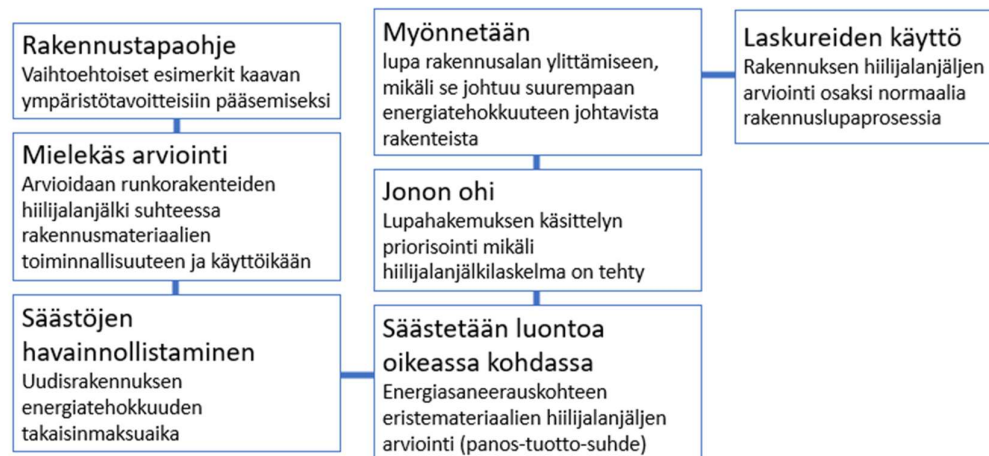 Rakennustapaohje
Vaihtoehtoiset esimerkit kaavan
ympäristötavoitteisiin pääsemiseksi
Mielekäs arviointi
Arvioidaan runkorakenteiden
hiilijalanjälki suhteessa
rakennusmateriaalien
toiminnallisuuteen ja käyttöikään
Säästöjen
havainnollistaminen
Uudisrakennuksen
energiatehokkuuden
takaisinmaksuaika
Säästetään luontoa
oikeassa kohdassa
Energiasaneerauskohteen
eristemateriaalien hiilijalanjäljen
arviointi (panos-tuotto-suhde)
Jonon ohi
Lupahakemuksen käsittelyn
priorisointi mikäli
hiilijalanjälkilaskelma on tehty
Myönnetään
lupa rakennusalan ylittämiseen,
mikäli se johtuu suurempaan
energiatehokkuuteen johtavista
rakenteista
Laskureiden käyttö
Rakennuksen hiilijalanjäljen
arviointi osaksi normaalia
rakennuslupaprosessia